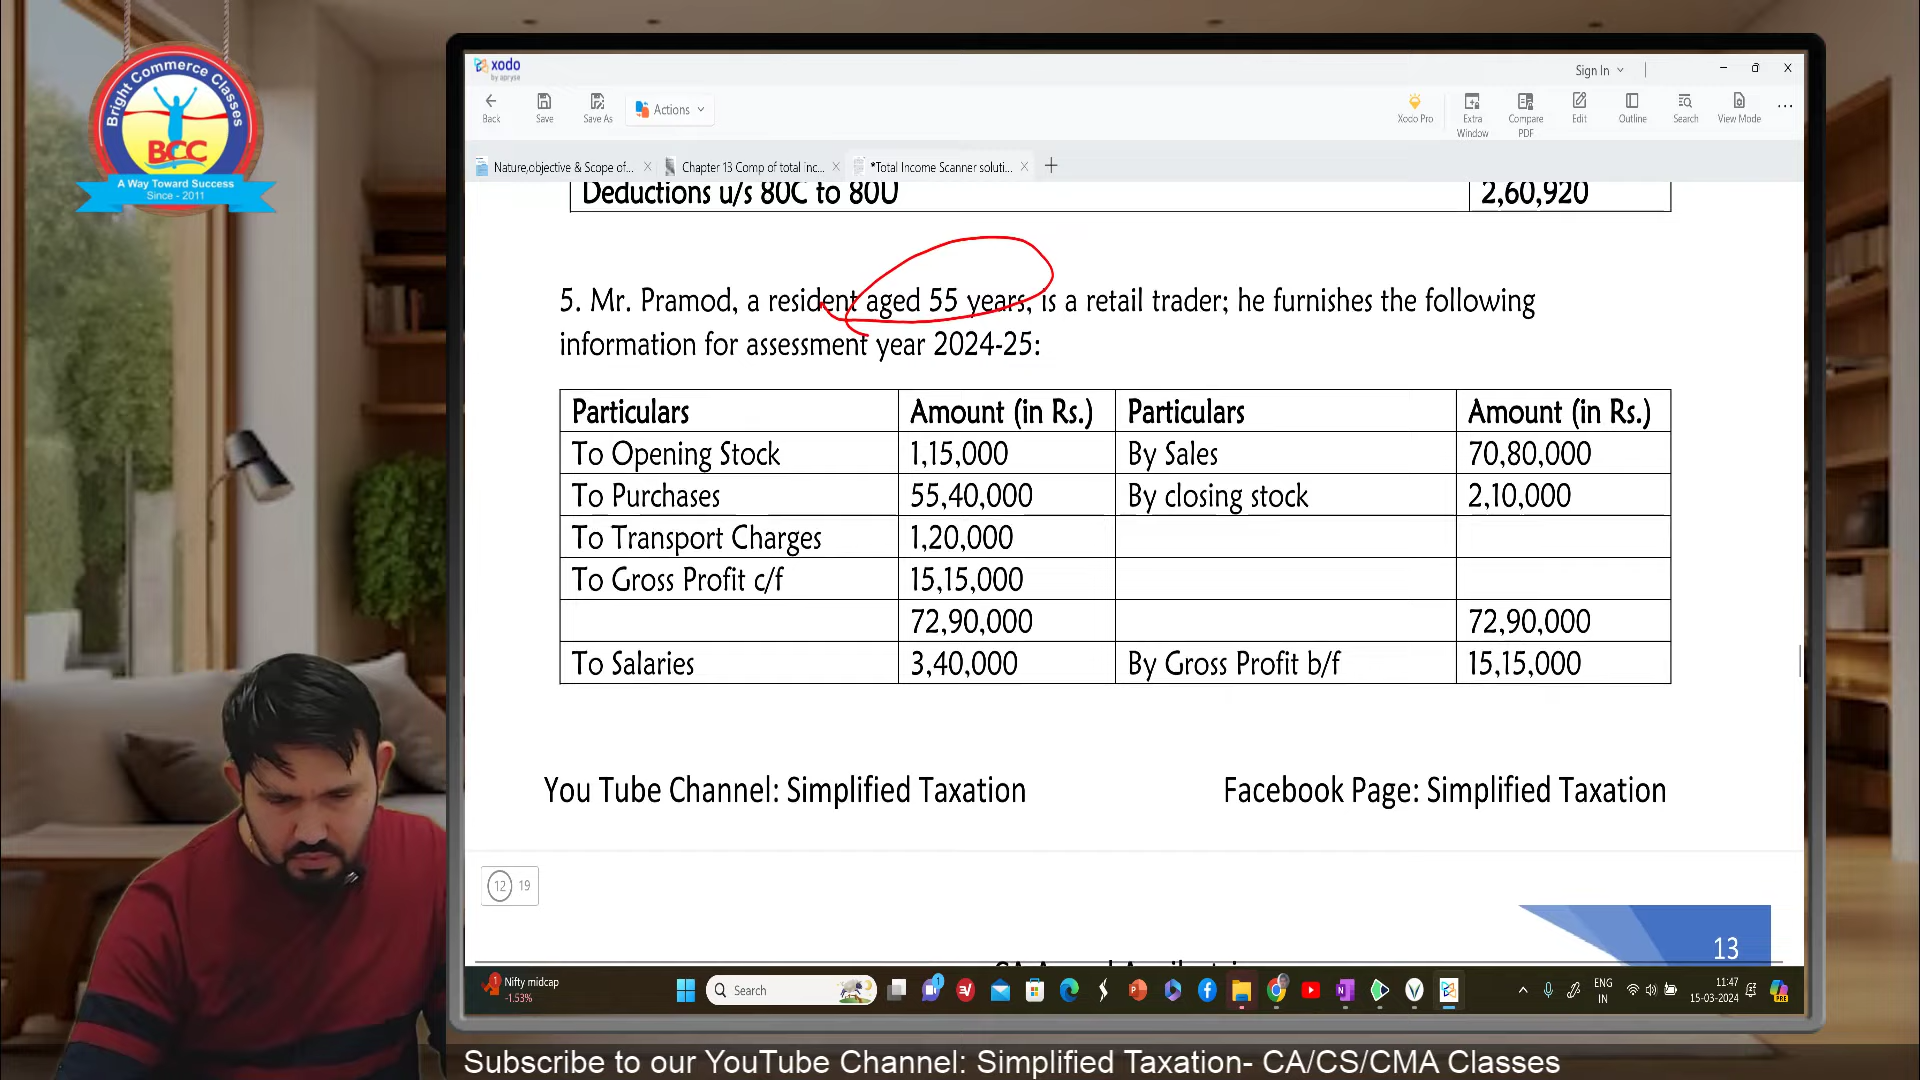 Bright Commerce Classes
BCC
A Way Toward Success
Since - 2011
xodo
by apryse
Sign In
Back
Save
Save As
Actions
Xodo Pro
Extra Window
Compare PDF
Edit
Outline
Search
View Mode
Nature,objective & Scope of...
Chapter 13 Comp of total inc...
*Total Income Scanner soluti...
Deductions u/s 80C to 80U 2,60,920
5. Mr. Pramod, a resident aged 55 years, is a retail trader; he furnishes the following
information for assessment year 2024-25:
Particulars Amount (in Rs.) Particulars Amount (in Rs.)
To Opening Stock 1,15,000 By Sales 70,80,000
To Purchases 55,40,000 By closing stock 2,10,000
To Transport Charges 1,20,000
To Gross Profit c/f 15,15,000
72,90,000 72,90,000
To Salaries 3,40,000 By Gross Profit b/f 15,15,000
You Tube Channel: Simplified Taxation Facebook Page: Simplified Taxation
12 19
13
Nifty midcap
-1.53%
Search
ENG
IN
11:47
15-03-2024
Subscribe to our YouTube Channel: Simplified Taxation- CA/CS/CMA Classes